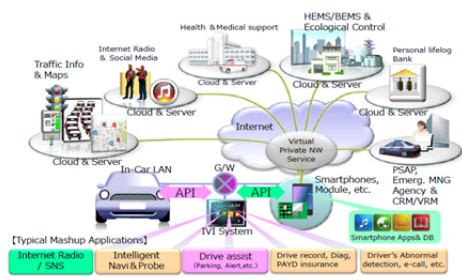 Health &Medical support
HEMS/BEMS &
Ecological Control
Internet Radio
& Social Media
Personal lifelog
Bank
Traffic Info
& Maps
Cloud & Server
Cloud & Server
Cloud & Server
Cloud & Server
Cloud & Server
Internet
Virtual
Private NW
Service
Cloud & Server
In-Car LAN
G/W
Smartphones,
Module, etc.
PSAP,
Emerg. MNG
Agency &
CRM/VRM
API
API
IVI System
Smartphone Apps& DB
【Typical Mashup Applications】
Internet Radio
/ SNS
Intelligent
Navi& Probe
Drive assist
(Parking, Alert,etc.)
Drive record, Diag,
PAYD insurance
Driver's Abnormal
detection, e-call, etc.